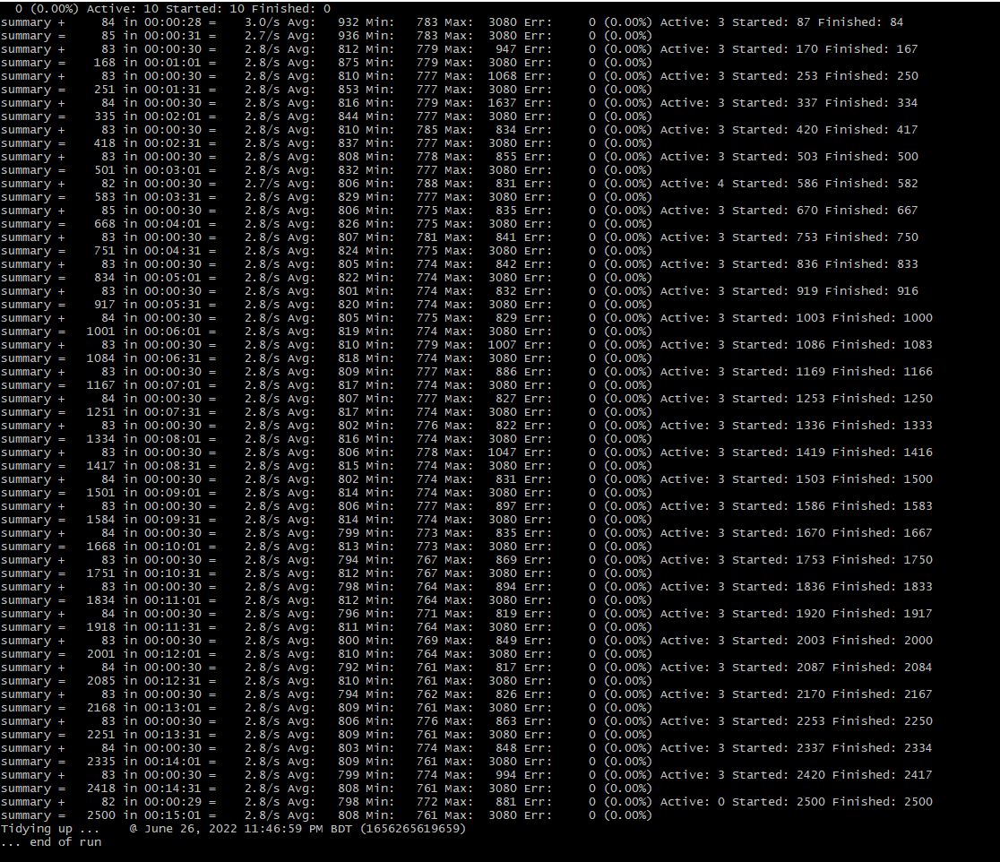 0 (0.00%) Active: 10 Started: 10 Finished: 0
summary +     84 in 00:00:28 =    3.0/s Avg:   932 Min:   783 Max:  3080 Err:     0 (0.00%) Active: 3 Started: 87 Finished: 84
summary =     85 in 00:00:31 =    2.7/s Avg:   936 Min:   783 Max:  3080 Err:     0 (0.00%)
summary +     83 in 00:00:30 =    2.8/s Avg:   812 Min:   779 Max:   947 Err:     0 (0.00%) Active: 3 Started: 170 Finished: 167
summary =    168 in 00:01:01 =    2.8/s Avg:   875 Min:   779 Max:  3080 Err:     0 (0.00%)
summary +     83 in 00:00:30 =    2.8/s Avg:   810 Min:   777 Max:  1068 Err:     0 (0.00%) Active: 3 Started: 253 Finished: 250
summary =    251 in 00:01:31 =    2.8/s Avg:   853 Min:   777 Max:  3080 Err:     0 (0.00%)
summary +     84 in 00:00:30 =    2.8/s Avg:   816 Min:   779 Max:  1637 Err:     0 (0.00%) Active: 3 Started: 337 Finished: 334
summary =    335 in 00:02:01 =    2.8/s Avg:   844 Min:   777 Max:  3080 Err:     0 (0.00%)
summary +     83 in 00:00:30 =    2.8/s Avg:   810 Min:   785 Max:   834 Err:     0 (0.00%) Active: 3 Started: 420 Finished: 417
summary =    418 in 00:02:31 =    2.8/s Avg:   837 Min:   777 Max:  3080 Err:     0 (0.00%)
summary +     83 in 00:00:30 =    2.8/s Avg:   808 Min:   778 Max:   855 Err:     0 (0.00%) Active: 3 Started: 503 Finished: 500
summary =    501 in 00:03:01 =    2.8/s Avg:   832 Min:   777 Max:  3080 Err:     0 (0.00%)
summary +     82 in 00:00:30 =    2.7/s Avg:   806 Min:   788 Max:   831 Err:     0 (0.00%) Active: 4 Started: 586 Finished: 582
summary =    583 in 00:03:31 =    2.8/s Avg:   829 Min:   777 Max:  3080 Err:     0 (0.00%)
summary +     85 in 00:00:30 =    2.8/s Avg:   806 Min:   775 Max:   835 Err:     0 (0.00%) Active: 3 Started: 670 Finished: 667
summary =    668 in 00:04:01 =    2.8/s Avg:   826 Min:   775 Max:  3080 Err:     0 (0.00%)
summary +     83 in 00:00:30 =    2.8/s Avg:   807 Min:   781 Max:   841 Err:     0 (0.00%) Active: 3 Started: 753 Finished: 750
summary =    751 in 00:04:31 =    2.8/s Avg:   824 Min:   775 Max:  3080 Err:     0 (0.00%)
summary +     83 in 00:00:30 =    2.8/s Avg:   805 Min:   774 Max:   842 Err:     0 (0.00%) Active: 3 Started: 836 Finished: 833
summary =    834 in 00:05:01 =    2.8/s Avg:   822 Min:   774 Max:  3080 Err:     0 (0.00%)
summary +     83 in 00:00:30 =    2.8/s Avg:   801 Min:   774 Max:   832 Err:     0 (0.00%) Active: 3 Started: 919 Finished: 916
summary =    917 in 00:05:31 =    2.8/s Avg:   820 Min:   774 Max:  3080 Err:     0 (0.00%)
summary +     84 in 00:00:30 =    2.8/s Avg:   805 Min:   775 Max:   829 Err:     0 (0.00%) Active: 3 Started: 1003 Finished: 1000
summary =   1001 in 00:06:01 =    2.8/s Avg:   819 Min:   774 Max:  3080 Err:     0 (0.00%)
summary +     83 in 00:00:30 =    2.8/s Avg:   810 Min:   779 Max:  1007 Err:     0 (0.00%) Active: 3 Started: 1086 Finished: 1083
summary =   1084 in 00:06:31 =    2.8/s Avg:   818 Min:   774 Max:  3080 Err:     0 (0.00%)
summary +     83 in 00:00:30 =    2.8/s Avg:   809 Min:   777 Max:   886 Err:     0 (0.00%) Active: 3 Started: 1169 Finished: 1166
summary =   1167 in 00:07:01 =    2.8/s Avg:   817 Min:   774 Max:  3080 Err:     0 (0.00%)
summary +     84 in 00:00:30 =    2.8/s Avg:   807 Min:   777 Max:   827 Err:     0 (0.00%) Active: 3 Started: 1253 Finished: 1250
summary =   1251 in 00:07:31 =    2.8/s Avg:   817 Min:   774 Max:  3080 Err:     0 (0.00%)
summary +     83 in 00:00:30 =    2.8/s Avg:   802 Min:   776 Max:   822 Err:     0 (0.00%) Active: 3 Started: 1336 Finished: 1333
summary =   1334 in 00:08:01 =    2.8/s Avg:   816 Min:   774 Max:  3080 Err:     0 (0.00%)
summary +     83 in 00:00:30 =    2.8/s Avg:   806 Min:   778 Max:  1047 Err:     0 (0.00%) Active: 3 Started: 1419 Finished: 1416
summary =   1417 in 00:08:31 =    2.8/s Avg:   815 Min:   774 Max:  3080 Err:     0 (0.00%)
summary +     84 in 00:00:30 =    2.8/s Avg:   802 Min:   774 Max:   831 Err:     0 (0.00%) Active: 3 Started: 1503 Finished: 1500
summary =   1501 in 00:09:01 =    2.8/s Avg:   814 Min:   774 Max:  3080 Err:     0 (0.00%)
summary +     83 in 00:00:30 =    2.8/s Avg:   806 Min:   777 Max:   897 Err:     0 (0.00%) Active: 3 Started: 1586 Finished: 1583
summary =   1584 in 00:09:31 =    2.8/s Avg:   814 Min:   774 Max:  3080 Err:     0 (0.00%)
summary +     84 in 00:00:30 =    2.8/s Avg:   799 Min:   773 Max:   835 Err:     0 (0.00%) Active: 3 Started: 1670 Finished: 1667
summary =   1668 in 00:10:01 =    2.8/s Avg:   813 Min:   773 Max:  3080 Err:     0 (0.00%)
summary +     83 in 00:00:30 =    2.8/s Avg:   794 Min:   767 Max:   869 Err:     0 (0.00%) Active: 3 Started: 1753 Finished: 1750
summary =   1751 in 00:10:31 =    2.8/s Avg:   812 Min:   767 Max:  3080 Err:     0 (0.00%)
summary +     83 in 00:00:30 =    2.8/s Avg:   798 Min:   764 Max:   894 Err:     0 (0.00%) Active: 3 Started: 1836 Finished: 1833
summary =   1834 in 00:11:01 =    2.8/s Avg:   812 Min:   764 Max:  3080 Err:     0 (0.00%)
summary +     84 in 00:00:30 =    2.8/s Avg:   796 Min:   771 Max:   819 Err:     0 (0.00%) Active: 3 Started: 1920 Finished: 1917
summary =   1918 in 00:11:31 =    2.8/s Avg:   811 Min:   764 Max:  3080 Err:     0 (0.00%)
summary +     83 in 00:00:30 =    2.8/s Avg:   800 Min:   769 Max:   849 Err:     0 (0.00%) Active: 3 Started: 2003 Finished: 2000
summary =   2001 in 00:12:01 =    2.8/s Avg:   810 Min:   764 Max:  3080 Err:     0 (0.00%)
summary +     84 in 00:00:30 =    2.8/s Avg:   792 Min:   761 Max:   817 Err:     0 (0.00%) Active: 3 Started: 2087 Finished: 2084
summary =   2085 in 00:12:31 =    2.8/s Avg:   810 Min:   761 Max:  3080 Err:     0 (0.00%)
summary +     83 in 00:00:30 =    2.8/s Avg:   794 Min:   762 Max:   826 Err:     0 (0.00%) Active: 3 Started: 2170 Finished: 2167
summary =   2168 in 00:13:01 =    2.8/s Avg:   809 Min:   761 Max:  3080 Err:     0 (0.00%)
summary +     83 in 00:00:30 =    2.8/s Avg:   806 Min:   776 Max:   863 Err:     0 (0.00%) Active: 3 Started: 2253 Finished: 2250
summary =   2251 in 00:13:31 =    2.8/s Avg:   809 Min:   761 Max:  3080 Err:     0 (0.00%)
summary +     84 in 00:00:30 =    2.8/s Avg:   803 Min:   774 Max:   848 Err:     0 (0.00%) Active: 3 Started: 2337 Finished: 2334
summary =   2335 in 00:14:01 =    2.8/s Avg:   809 Min:   761 Max:  3080 Err:     0 (0.00%)
summary +     83 in 00:00:30 =    2.8/s Avg:   799 Min:   774 Max:   994 Err:     0 (0.00%) Active: 3 Started: 2420 Finished: 2417
summary =   2418 in 00:14:31 =    2.8/s Avg:   808 Min:   761 Max:  3080 Err:     0 (0.00%)
summary +     82 in 00:00:29 =    2.8/s Avg:   798 Min:   772 Max:   881 Err:     0 (0.00%) Active: 0 Started: 2500 Finished: 2500
summary =   2500 in 00:15:01 =    2.8/s Avg:   808 Min:   761 Max:  3080 Err:     0 (0.00%)
Tidying up ...    @ June 26, 2022 11:46:59 PM BDT (1656265619659)
... end of run